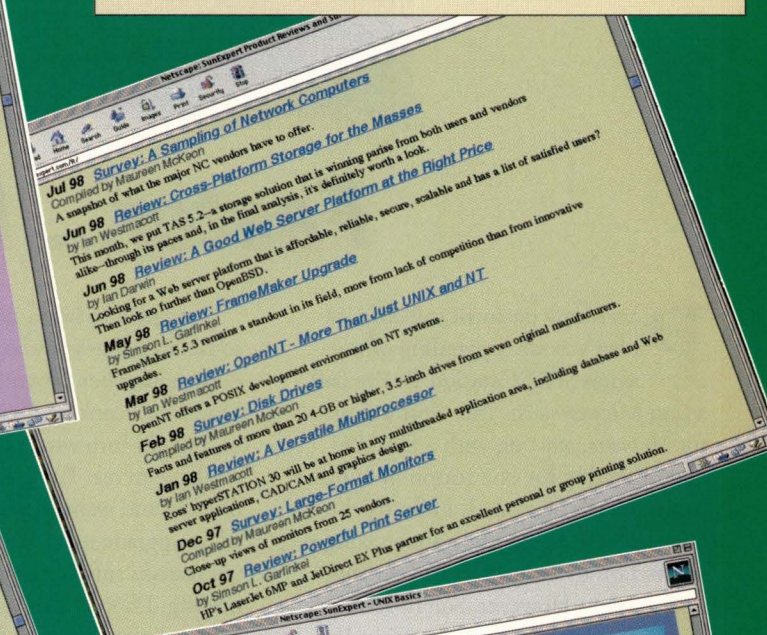 Netscape: SunExpert Product Reviews and Su
Home Search Guide Images Print Security Stop
xpert.com/R/
Jul 98 Survey: A Sampling of Network Computers
Compiled by Maureen McKeon
A snapshot of what the major NC vendors have to offer.
Jun 98 Review: Cross-Platform Storage for the Masses
by Ian Westmacott
This month, we put TAS 5.2--a storage solution that is winning parise from both users and vendors
alike--through its paces and, in the final analysis, it's definitely worth a look.
Jun 98 Review: A Good Web Server Platform at the Right Price
by Ian Darwin
Looking for a Web server platform that is affordable, reliable, secure, scalable and has a list of satisfied users?
Then look no further than OpenBSD.
May 98 Review: FrameMaker Upgrade
by Simson L. Garfinkel
FrameMaker 5.5.3 remains a standout in its field, more from lack of competition than from innovative
upgrades.
Mar 98 Review: OpenNT - More Than Just UNIX and NT
by Ian Westmacott
OpenNT offers a POSIX development environment on NT systems.
Feb 98 Survey: Disk Drives
Compiled by Maureen McKeon
Facts and features of more than 20 4-GB or higher, 3.5-inch drives from seven original manufacturers.
Jan 98 Review: A Versatile Multiprocessor
by Ian Westmacott
Ross' hyperSTATION 30 will be at home in any multithreaded application area, including database and Web
server applications, CAD/CAM and graphics design.
Dec 97 Survey: Large-Format Monitors
Compiled by Maureen McKeon
Close-up views of monitors from 25 vendors.
Oct 97 Review: Powerful Print Server
by Simson L. Garfinkel
HP's LaserJet 6MP and JetDirect EX Plus partner for an excellent personal or group printing solution.
Netscape: SunExpert - UNIX Basics
N